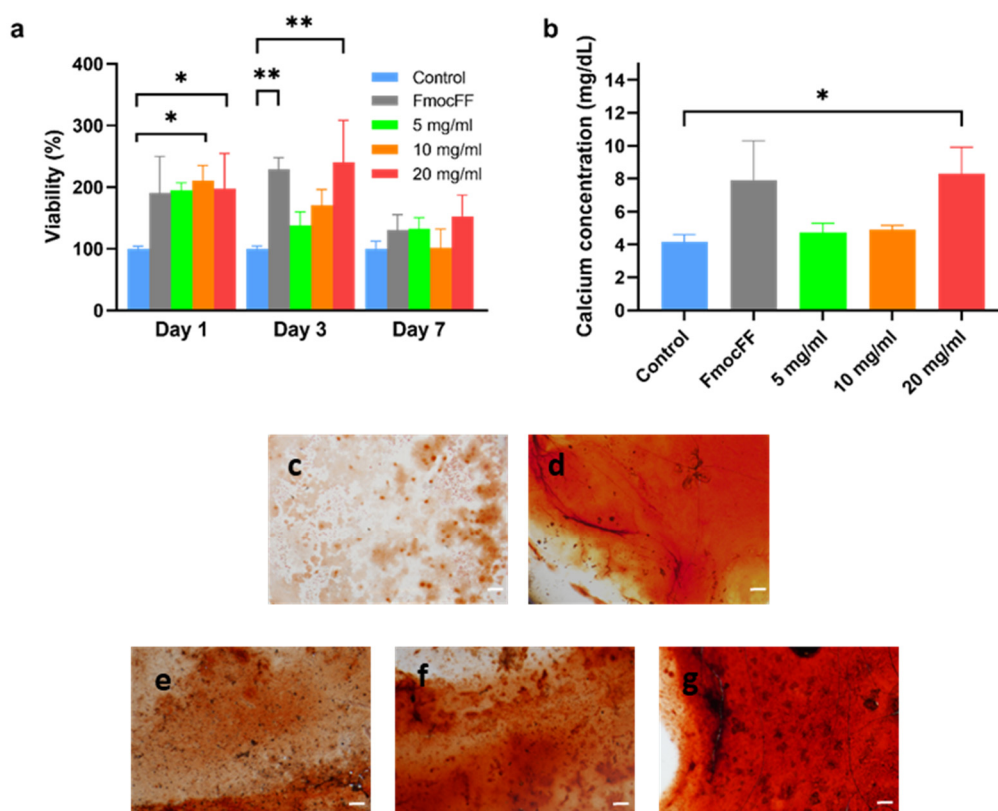 a
Viability (%)
400
300
200
100
0
*
*
**
**
Control
FmocFF
5 mg/ml
10 mg/ml
20 mg/ml
Day 1
Day 3
Day 7
b
Calcium concentration (mg/dL)
14
12
10
8
6
4
2
0
*
Control
FmocFF
5 mg/ml
10 mg/ml
20 mg/ml
c
d
e
f
g